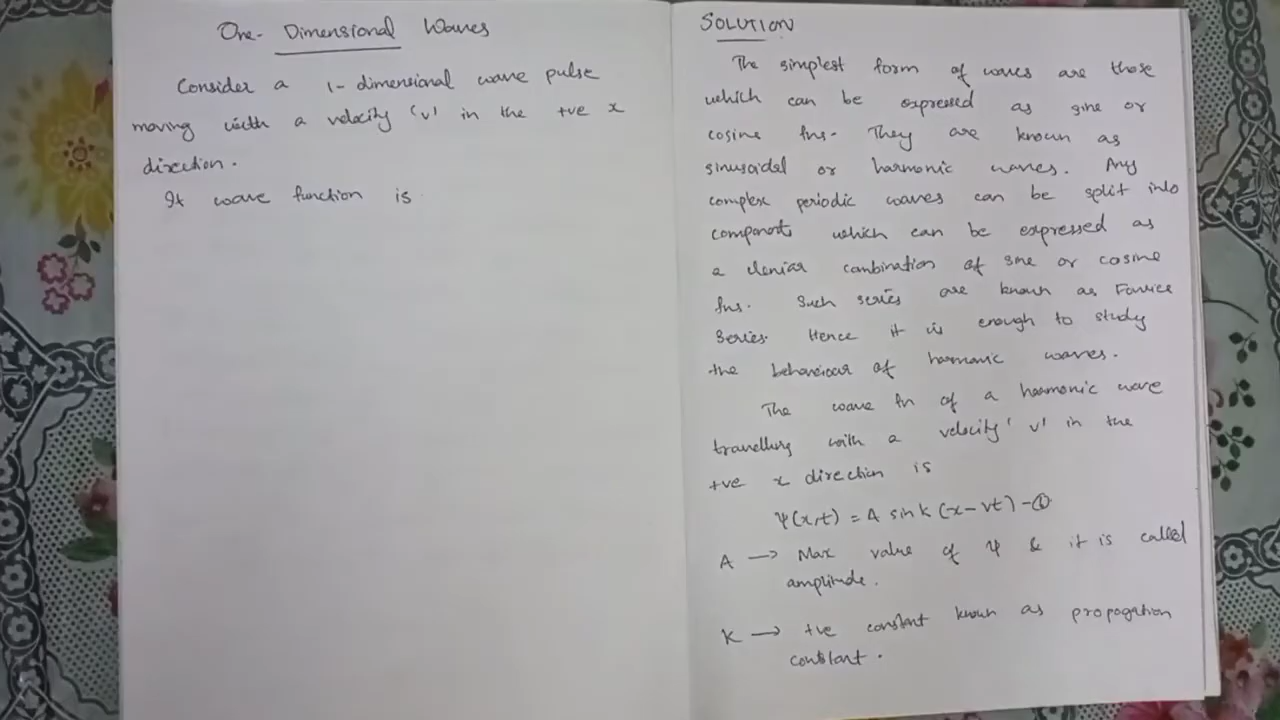 One- Dimensional Waves
Consider a 1- dimensional wave pulse
moving with a velocity 'v' in the +ve x
direction.
It wave function is
SOLUTION
The simplest form of waves are those
which can be expressed as sine or
cosine fns. They are known as
sinusoidal or harmonic waves. Any
complex periodic waves can be split into
components which can be expressed as
a combination of sine or cosine
fns. Such series are known as
Series. Hence it is enough to study
the behaviour of harmonic waves.
The wave fn of a harmonic wave
travelling with a velocity 'v' in the
+ve x direction is
Ψ(x,t) = A sin k (x-vt) - ①
A → Max value of Ψ & it is called
amplitude.
K → +ve constant known as propagation
constant.